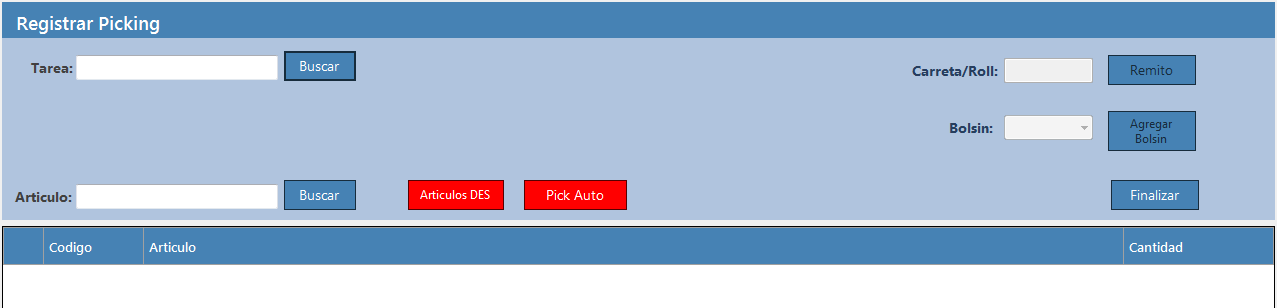 Registrar Picking
Tarea:
Buscar
Carreta/Roll:
Remito
Bolsin:
Agregar
Bolsin
Articulo:
Buscar
Articulos DES
Pick Auto
Finalizar
Codigo
Articulo
Cantidad